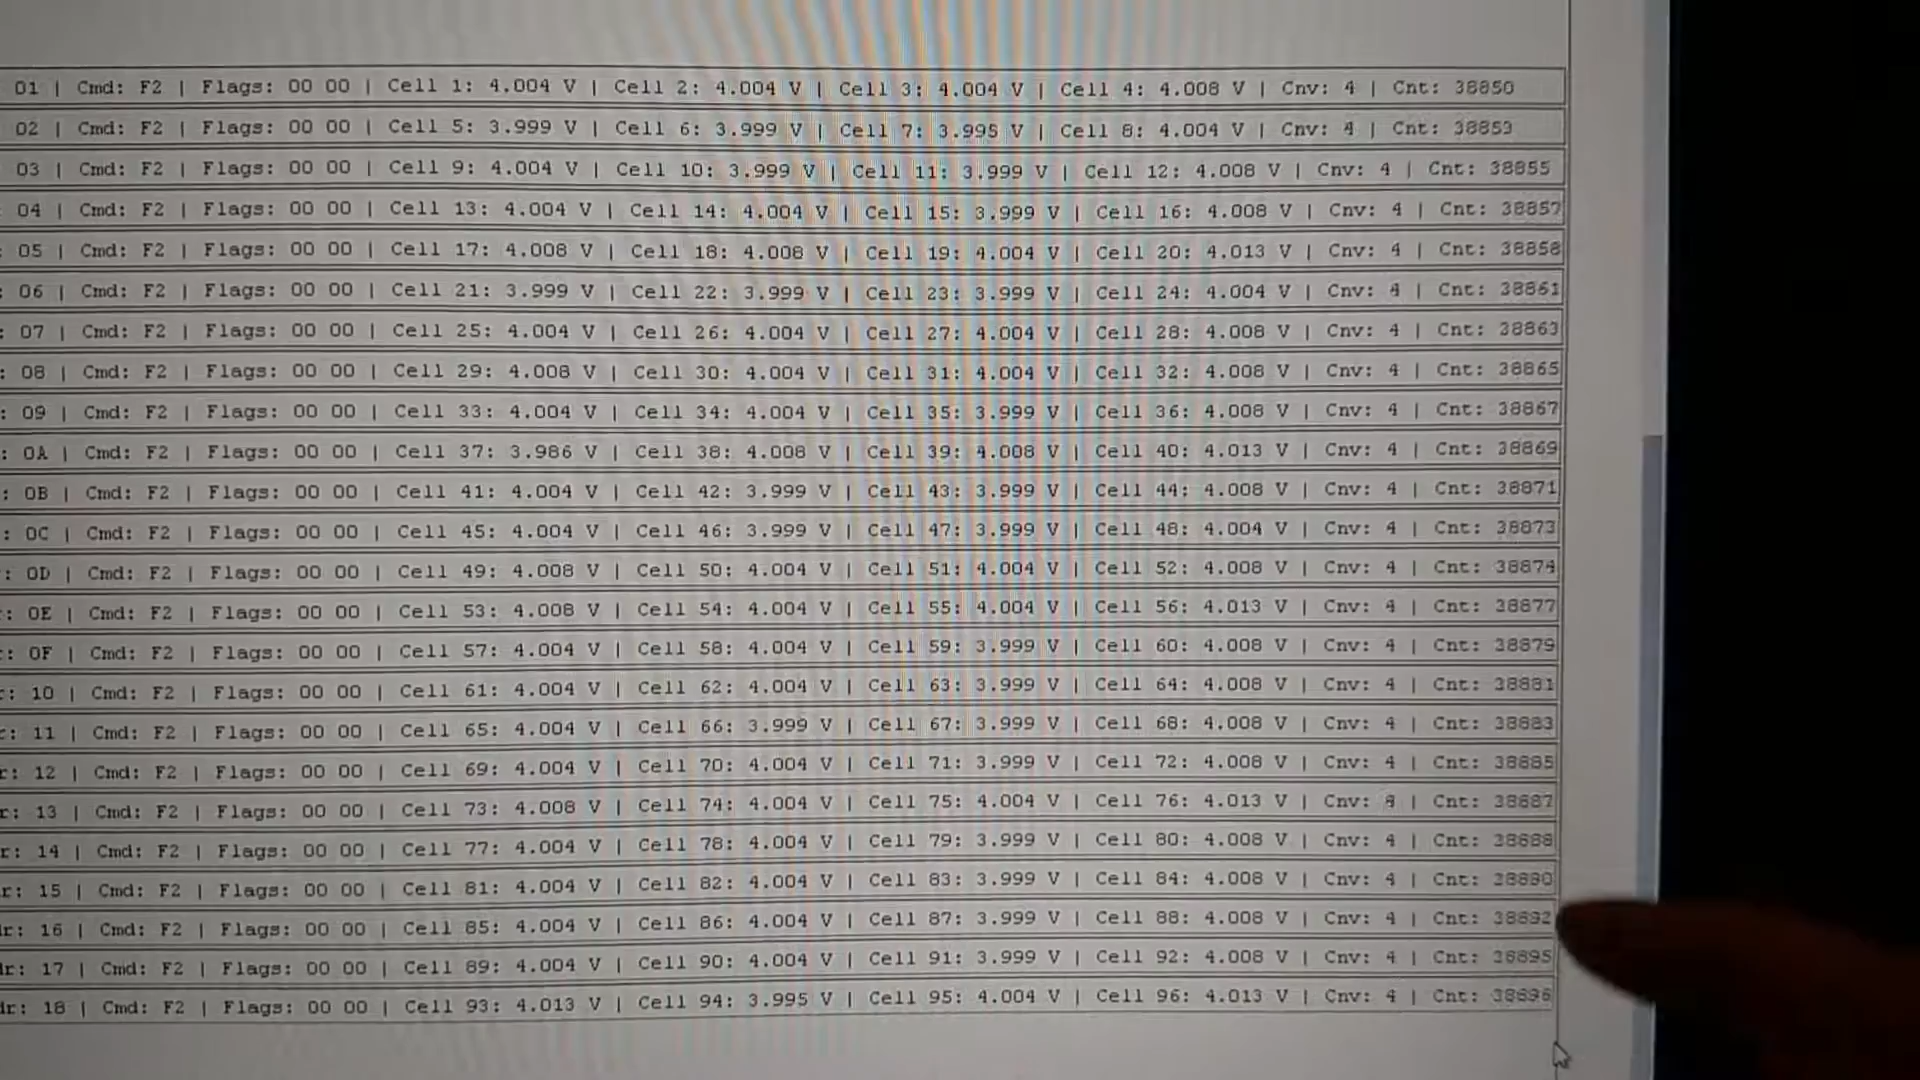 01 | Cmd: F2 | Flags: 00 00 | Cell 1: 4.004 V | Cell 2: 4.004 V | Cell 3: 4.004 V | Cell 4: 4.008 V | Cnv: 4 | Cnt: 38850
02 | Cmd: F2 | Flags: 00 00 | Cell 5: 3.999 V | Cell 6: 3.999 V | Cell 7: 3.995 V | Cell 8: 4.004 V | Cnv: 4 | Cnt: 38853
03 | Cmd: F2 | Flags: 00 00 | Cell 9: 4.004 V | Cell 10: 3.999 V | Cell 11: 3.999 V | Cell 12: 4.008 V | Cnv: 4 | Cnt: 38855
04 | Cmd: F2 | Flags: 00 00 | Cell 13: 4.004 V | Cell 14: 4.004 V | Cell 15: 3.999 V | Cell 16: 4.008 V | Cnv: 4 | Cnt: 38857
: 05 | Cmd: F2 | Flags: 00 00 | Cell 17: 4.008 V | Cell 18: 4.008 V | Cell 19: 4.004 V | Cell 20: 4.013 V | Cnv: 4 | Cnt: 38858
: 06 | Cmd: F2 | Flags: 00 00 | Cell 21: 3.999 V | Cell 22: 3.999 V | Cell 23: 3.999 V | Cell 24: 4.004 V | Cnv: 4 | Cnt: 38861
: 07 | Cmd: F2 | Flags: 00 00 | Cell 25: 4.004 V | Cell 26: 4.004 V | Cell 27: 4.004 V | Cell 28: 4.008 V | Cnv: 4 | Cnt: 38863
: 08 | Cmd: F2 | Flags: 00 00 | Cell 29: 4.008 V | Cell 30: 4.004 V | Cell 31: 4.004 V | Cell 32: 4.008 V | Cnv: 4 | Cnt: 38865
: 09 | Cmd: F2 | Flags: 00 00 | Cell 33: 4.004 V | Cell 34: 4.004 V | Cell 35: 3.999 V | Cell 36: 4.008 V | Cnv: 4 | Cnt: 38867
: 0A | Cmd: F2 | Flags: 00 00 | Cell 37: 3.986 V | Cell 38: 4.008 V | Cell 39: 4.008 V | Cell 40: 4.013 V | Cnv: 4 | Cnt: 38869
: 0B | Cmd: F2 | Flags: 00 00 | Cell 41: 4.004 V | Cell 42: 3.999 V | Cell 43: 3.999 V | Cell 44: 4.008 V | Cnv: 4 | Cnt: 38871
: 0C | Cmd: F2 | Flags: 00 00 | Cell 45: 4.004 V | Cell 46: 3.999 V | Cell 47: 3.999 V | Cell 48: 4.004 V | Cnv: 4 | Cnt: 38873
: 0D | Cmd: F2 | Flags: 00 00 | Cell 49: 4.008 V | Cell 50: 4.004 V | Cell 51: 4.004 V | Cell 52: 4.008 V | Cnv: 4 | Cnt: 38874
: 0E | Cmd: F2 | Flags: 00 00 | Cell 53: 4.008 V | Cell 54: 4.004 V | Cell 55: 4.004 V | Cell 56: 4.013 V | Cnv: 4 | Cnt: 38877
: 0F | Cmd: F2 | Flags: 00 00 | Cell 57: 4.004 V | Cell 58: 4.004 V | Cell 59: 3.999 V | Cell 60: 4.008 V | Cnv: 4 | Cnt: 38879
: 10 | Cmd: F2 | Flags: 00 00 | Cell 61: 4.004 V | Cell 62: 4.004 V | Cell 63: 3.999 V | Cell 64: 4.008 V | Cnv: 4 | Cnt:
: 11 | Cmd: F2 | Flags: 00 00 | Cell 65: 4.004 V | Cell 66: 3.999 V | Cell 67: 3.999 V | Cell 68: 4.008 V | Cnv: 4 | Cnt: 38883
r: 12 | Cmd: F2 | Flags: 00 00 | Cell 69: 4.004 V | Cell 70: 4.004 V | Cell 71: 3.999 V | Cell 72: 4.008 V | Cnv: 4 | Cnt: 38885
r: 13 | Cmd: F2 | Flags: 00 00 | Cell 73: 4.008 V | Cell 74: 4.004 V | Cell 75: 4.004 V | Cell 76: 4.013 V | Cnv: | Cnt: 38887
r: 14 | Cmd: F2 | Flags: 00 00 | Cell 77: 4.004 V | Cell 78: 4.004 V | Cell 79: 3.999 V | Cell 80: 4.008 V | Cnv: 4 | Cnt:
r: 15 | Cmd: F2 | Flags: 00 00 | Cell 81: 4.004 V | Cell 82: 4.004 V | Cell 83: 3.999 V | Cell 84: 4.008 V | Cnv: 4 | Cnt:
r: 16 | Cmd: F2 | Flags: 00 00 | Cell 85: 4.004 V | Cell 86: 4.004 V | Cell 87: 3.999 V | Cell 88: 4.008 V | Cnv: 4 | Cnt:
dr: 17 | Cmd: F2 | Flags: 00 00 | Cell 89: 4.004 V | Cell 90: 4.004 V | Cell 91: 3.999 V | Cell 92: 4.008 V | Cnv: 4 | Cnt:
dr: 18 | Cmd: F2 | Flags: 00 00 | Cell 93: 4.013 V | Cell 94: 3.995 V | Cell 95: 4.004 V | Cell 96: 4.013 V | Cnv: 4 | Cnt: